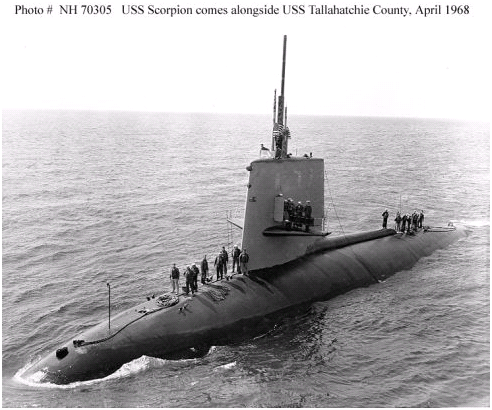 Photo # NH 70305 USS Scorpion comes alongside USS Tallahatchie County, April 1968